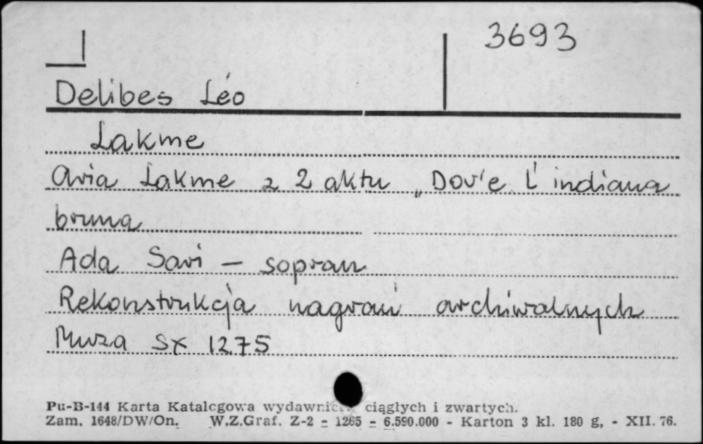 3693
Delibes Léo
Lakme
Aria Lakme z 2 aktu „Dov'e L'indiana
bruna
Ada Sari — sopran
Rekonstrukcja nagrań archiwalnych
Muza SX 1275
Pu-B-144 Karta Katalogowa wydawnictw ciągłych i zwartych.
Zam. 1648/DW/On. W.Z.Graf. Z-2 - 1265 - 6.590.000 - Karton 3 kl. 180 g, - XII. 76.